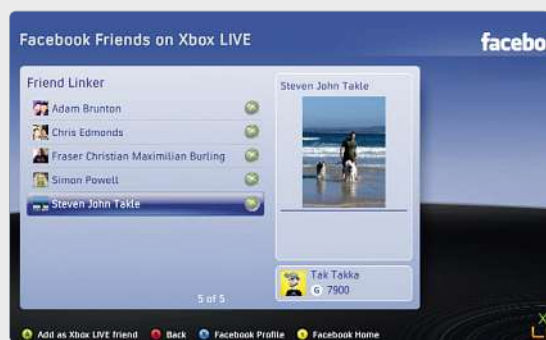 Facebook Friends on Xbox LIVE
facebo
Friend Linker
Adam Brunton
Chris Edmonds
Fraser Christian Maximilian Burling
Simon Powell
Steven John Takle
5 of 5
Steven John Takle
Tak Takka
G 7900
A Add as Xbox LIVE friend B Back X Facebook Profile Y Facebook Home